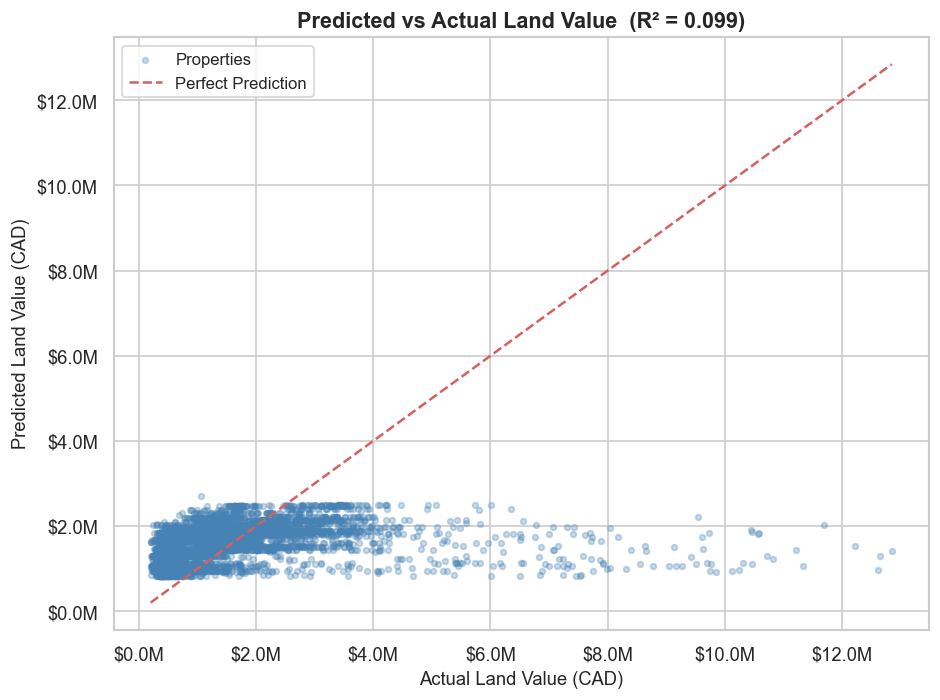 Predicted vs Actual Land Value (R² = 0.099)
Properties
Perfect Prediction
$12.0M
$10.0M
$8.0M
$6.0M
$4.0M
$2.0M
$0.0M
Predicted Land Value (CAD)
$0.0M $2.0M $4.0M $6.0M $8.0M $10.0M $12.0M
Actual Land Value (CAD)